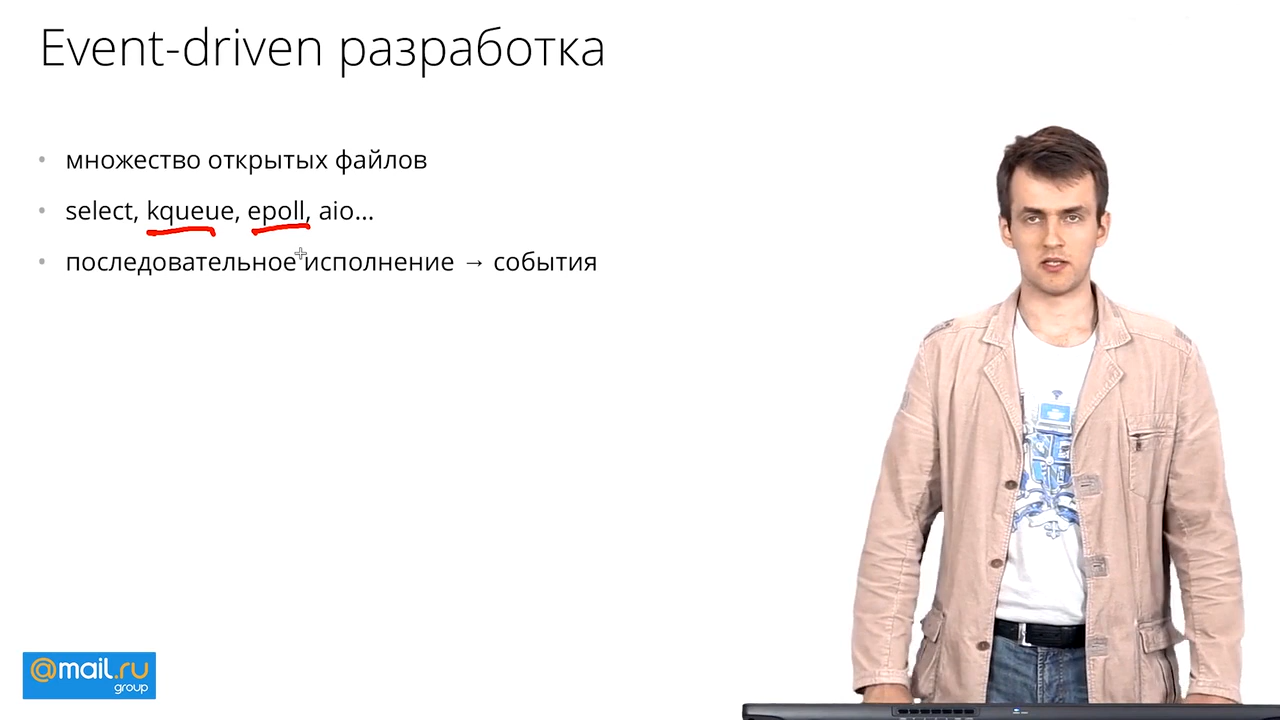 Event-driven разработка
• множество открытых файлов
• select, kqueue, epoll, aio...
• последовательное исполнение → события
@mail.ru
group